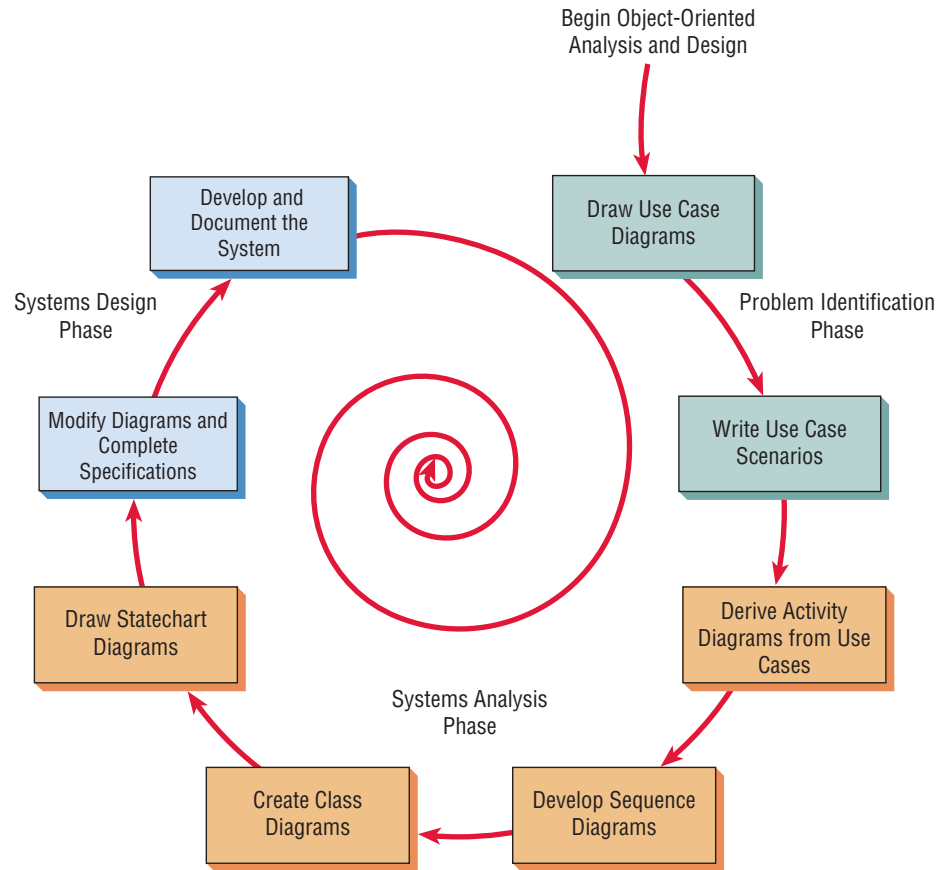 Begin Object-Oriented
Analysis and Design
Draw Use Case
Diagrams
Problem Identification
Phase
Write Use Case
Scenarios
Derive Activity
Diagrams from Use
Cases
Develop Sequence
Diagrams
Systems Analysis
Phase
Create Class
Diagrams
Draw Statechart
Diagrams
Modify Diagrams and
Complete
Specifications
Systems Design
Phase
Develop and
Document the
System